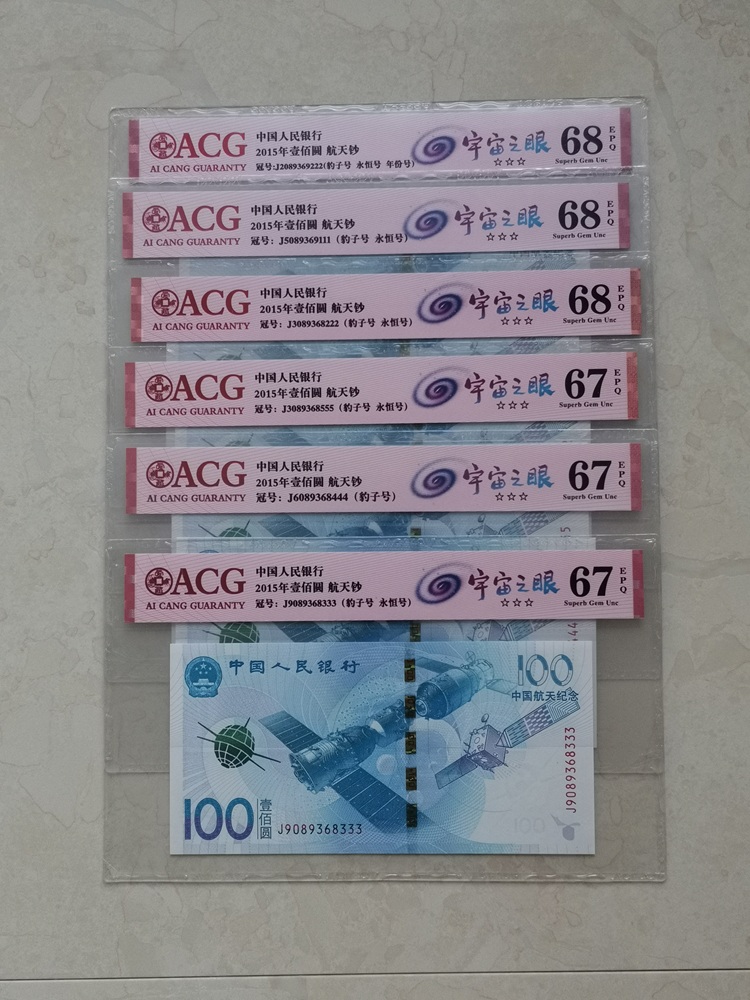 ACG
AI CANG GUARANTY
中国人民银行
2015年壹佰圆 航天钞
冠号:J2089369222(豹子号 永恒号 年份号)
宇宙之眼
☆☆☆
68
EPQ
Superb Gem Unc
ACG
AI CANG GUARANTY
中国人民银行
2015年壹佰圆 航天钞
冠号: J5089369111 (豹子号 永恒号)
宇宙之眼
☆☆☆
68
EPQ
Superb Gem Unc
ACG
AI CANG GUARANTY
中国人民银行
2015年壹佰圆 航天钞
冠号: J3089368222 (豹子号 永恒号)
宇宙之眼
☆☆☆
68
EPQ
Superb Gem Unc
ACG
AI CANG GUARANTY
中国人民银行
2015年壹佰圆 航天钞
冠号: J3089368555 (豹子号 永恒号)
宇宙之眼
☆☆☆
67
EPQ
Superb Gem Unc
ACG
AI CANG GUARANTY
中国人民银行
2015年壹佰圆 航天钞
冠号: J6089368444 (豹子号)
宇宙之眼
☆☆☆
67
EPQ
Superb Gem Unc
ACG
AI CANG GUARANTY
中国人民银行
2015年壹佰圆 航天钞
冠号: J9089368333 (豹子号 永恒号)
宇宙之眼
☆☆☆
67
EPQ
Superb Gem Unc
中国人民银行
100
中国航天纪念
J9089368333
100
壹佰圆
J9089368333
100